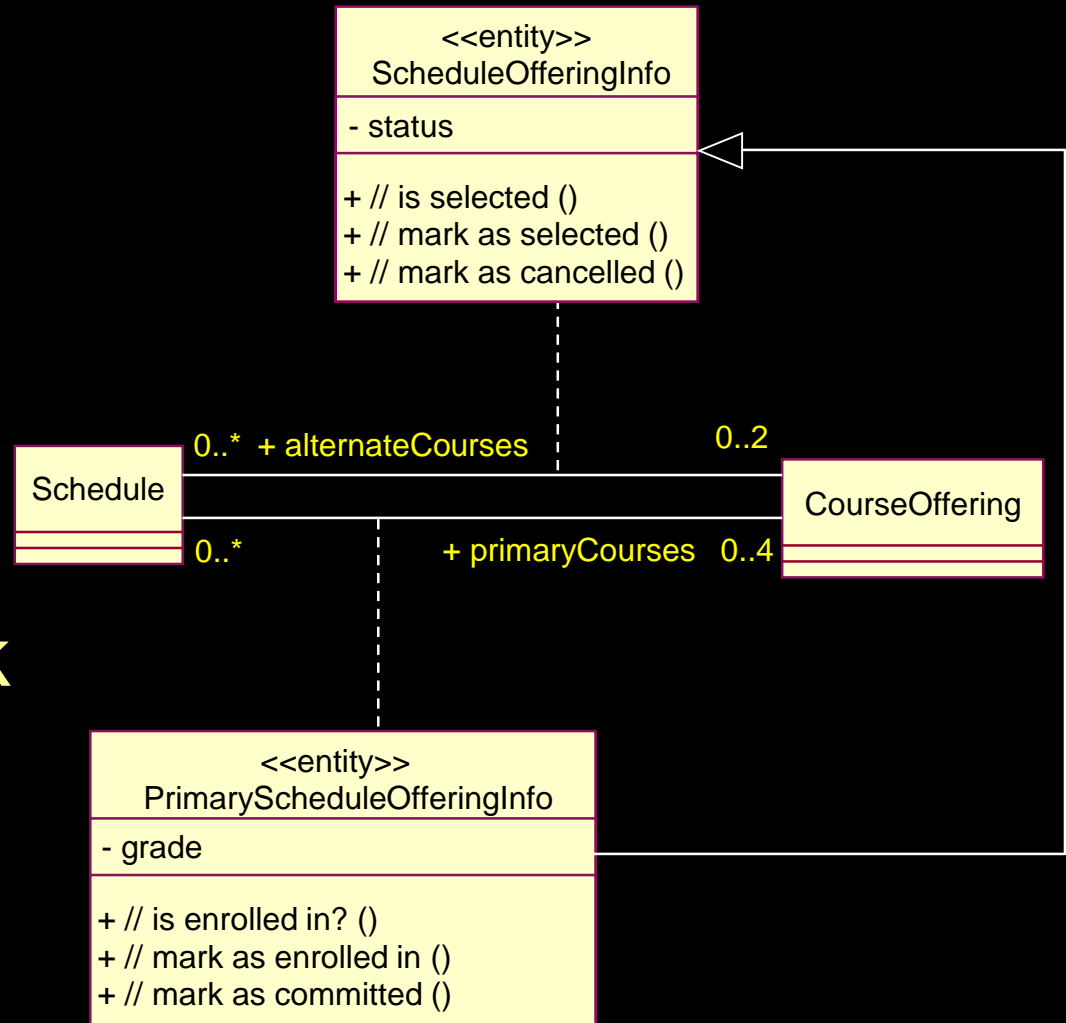 <<entity>>
ScheduleOfferingInfo
- status
+ // is selected ()
+ // mark as selected ()
+ // mark as cancelled ()
0..* + alternateCourses 0..2
Schedule
CourseOffering
0..* + primaryCourses 0..4
<<entity>>
PrimaryScheduleOfferingInfo
- grade
+ // is enrolled in? ()
+ // mark as enrolled in ()
+ // mark as committed ()